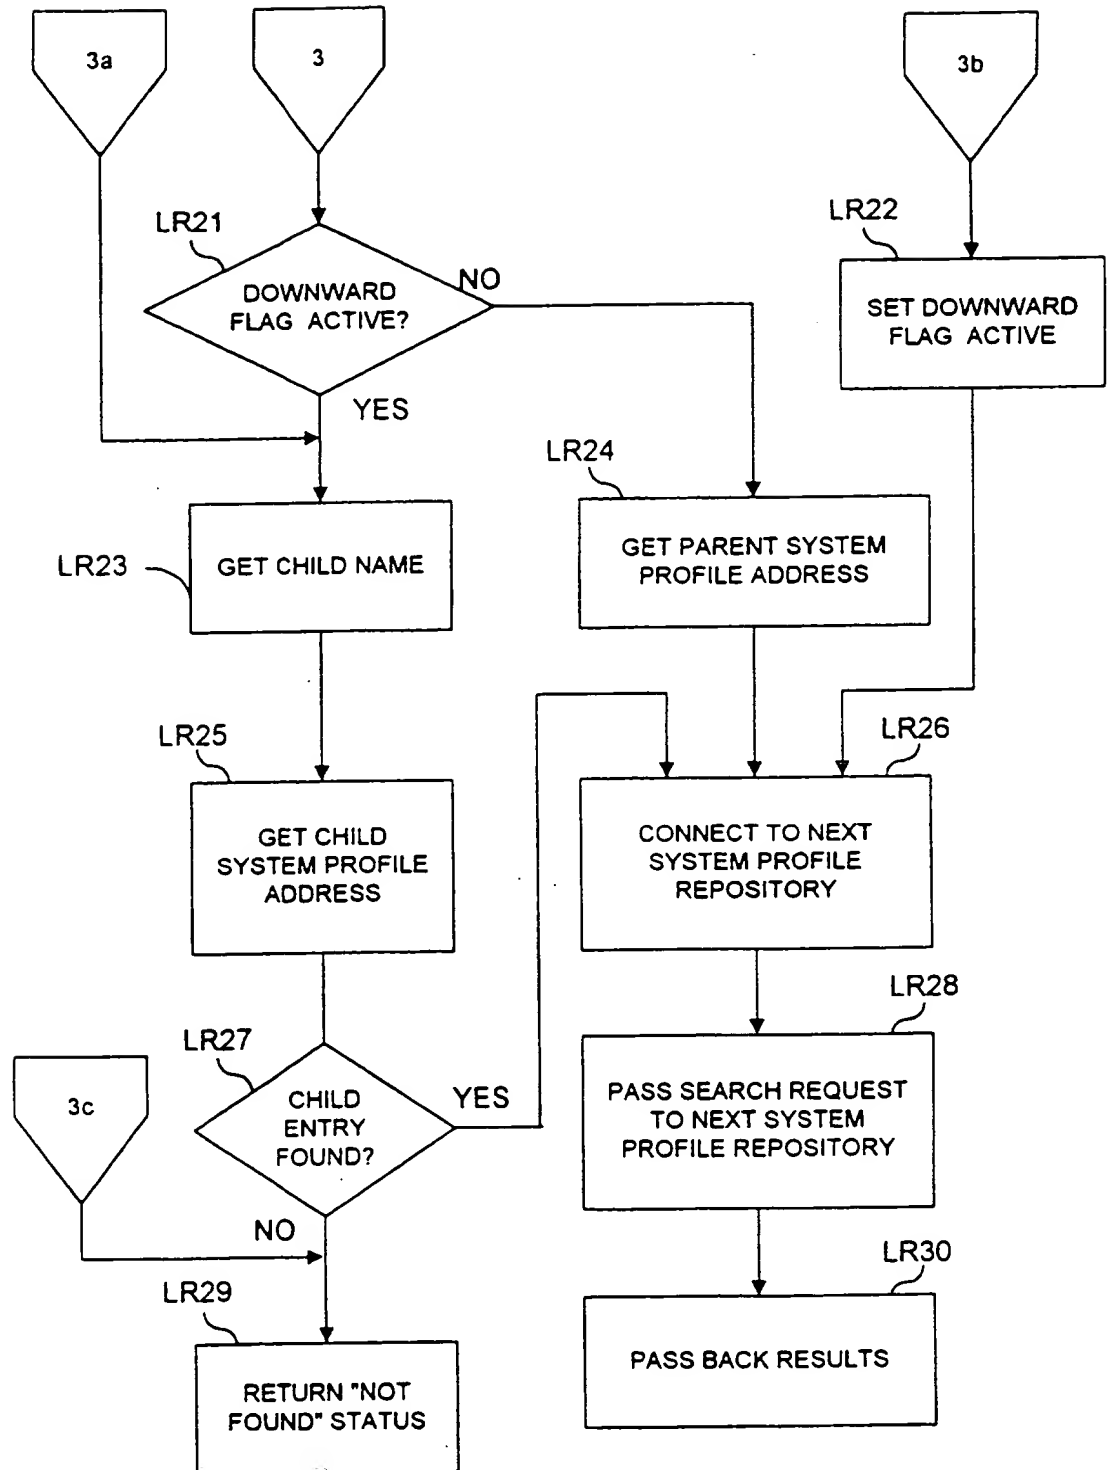 3a
3
3b
LR21
LR22
DOWNWARD
FLAG ACTIVE?
NO
SET DOWNWARD
FLAG ACTIVE
YES
LR24
LR23
GET CHILD NAME
GET PARENT SYSTEM
PROFILE ADDRESS
LR25
LR26
GET CHILD
SYSTEM PROFILE
ADDRESS
CONNECT TO NEXT
SYSTEM PROFILE
REPOSITORY
LR28
LR27
3c
CHILD
ENTRY
FOUND?
YES
PASS SEARCH REQUEST
TO NEXT SYSTEM
PROFILE REPOSITORY
NO
LR30
LR29
PASS BACK RESULTS
RETURN "NOT
FOUND" STATUS